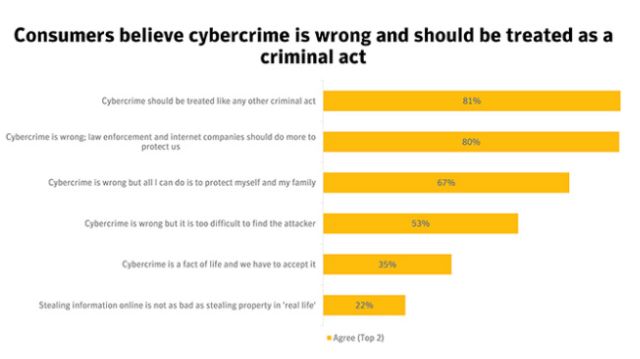 Consumers believe cybercrime is wrong and should be treated as a
criminal act
Cybercrime should be treated like any other criminal act
81%
Cybercrime is wrong; law enforcement and internet companies should do more to
protect us
80%
Cybercrime is wrong but all I can do is to protect myself and my family
67%
Cybercrime is wrong but it is too difficult to find the attacker
53%
Cybercrime is a fact of life and we have to accept it
35%
Stealing information online is not as bad as stealing property in 'real life'
22%
Agree (Top 2)